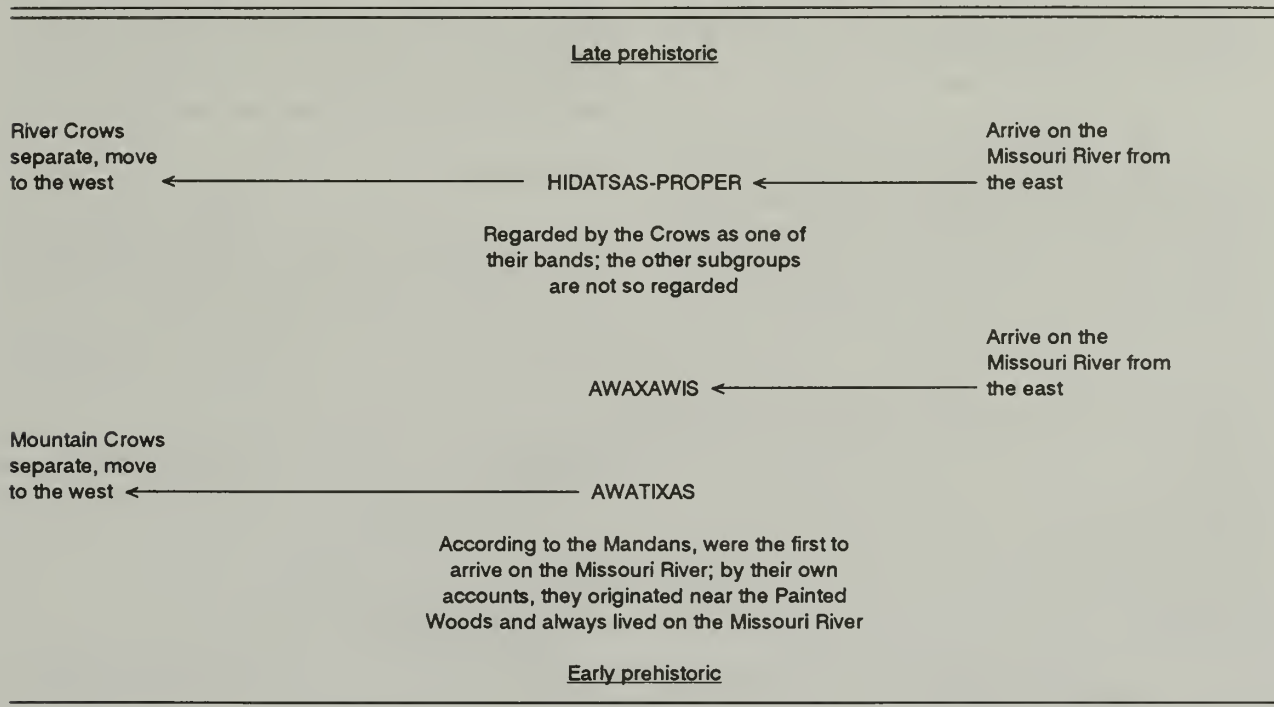 Late prehistoric
River Crows
separate, move
to the west
HIDATSAS-PROPER
Arrive on the
Missouri River from
the east
Regarded by the Crows as one of
their bands; the other subgroups
are not so regarded
Arrive on the
Missouri River from
the east
AWAXAWIS
Mountain Crows
separate, move
to the west
AWATIXAS
According to the Mandans, were the first to
arrive on the Missouri River; by their own
accounts, they originated near the Painted
Woods and always lived on the Missouri River
Early prehistoric